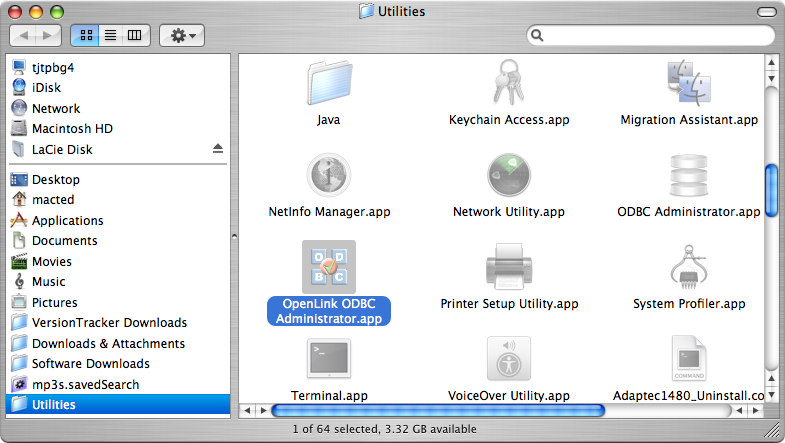 Utilities
tjtpbg4
iDisk
Network
Macintosh HD
LaCie Disk
Desktop
macted
Applications
Documents
Movies
Music
Pictures
VersionTracker Downloads
Downloads & Attachments
Software Downloads
mp3s.savedSearch
Utilities
Java
Keychain Access.app
Migration Assistant.app
NetInfo Manager.app
Network Utility.app
ODBC Administrator.app
O D
B C
OpenLink ODBC
Administrator.app
Printer Setup Utility.app
System Profiler.app
>_
Terminal.app
VoiceOver Utility.app
>_
COMMAND
Adaptec1480_Uninstall.co
1 of 64 selected, 3.32 GB available